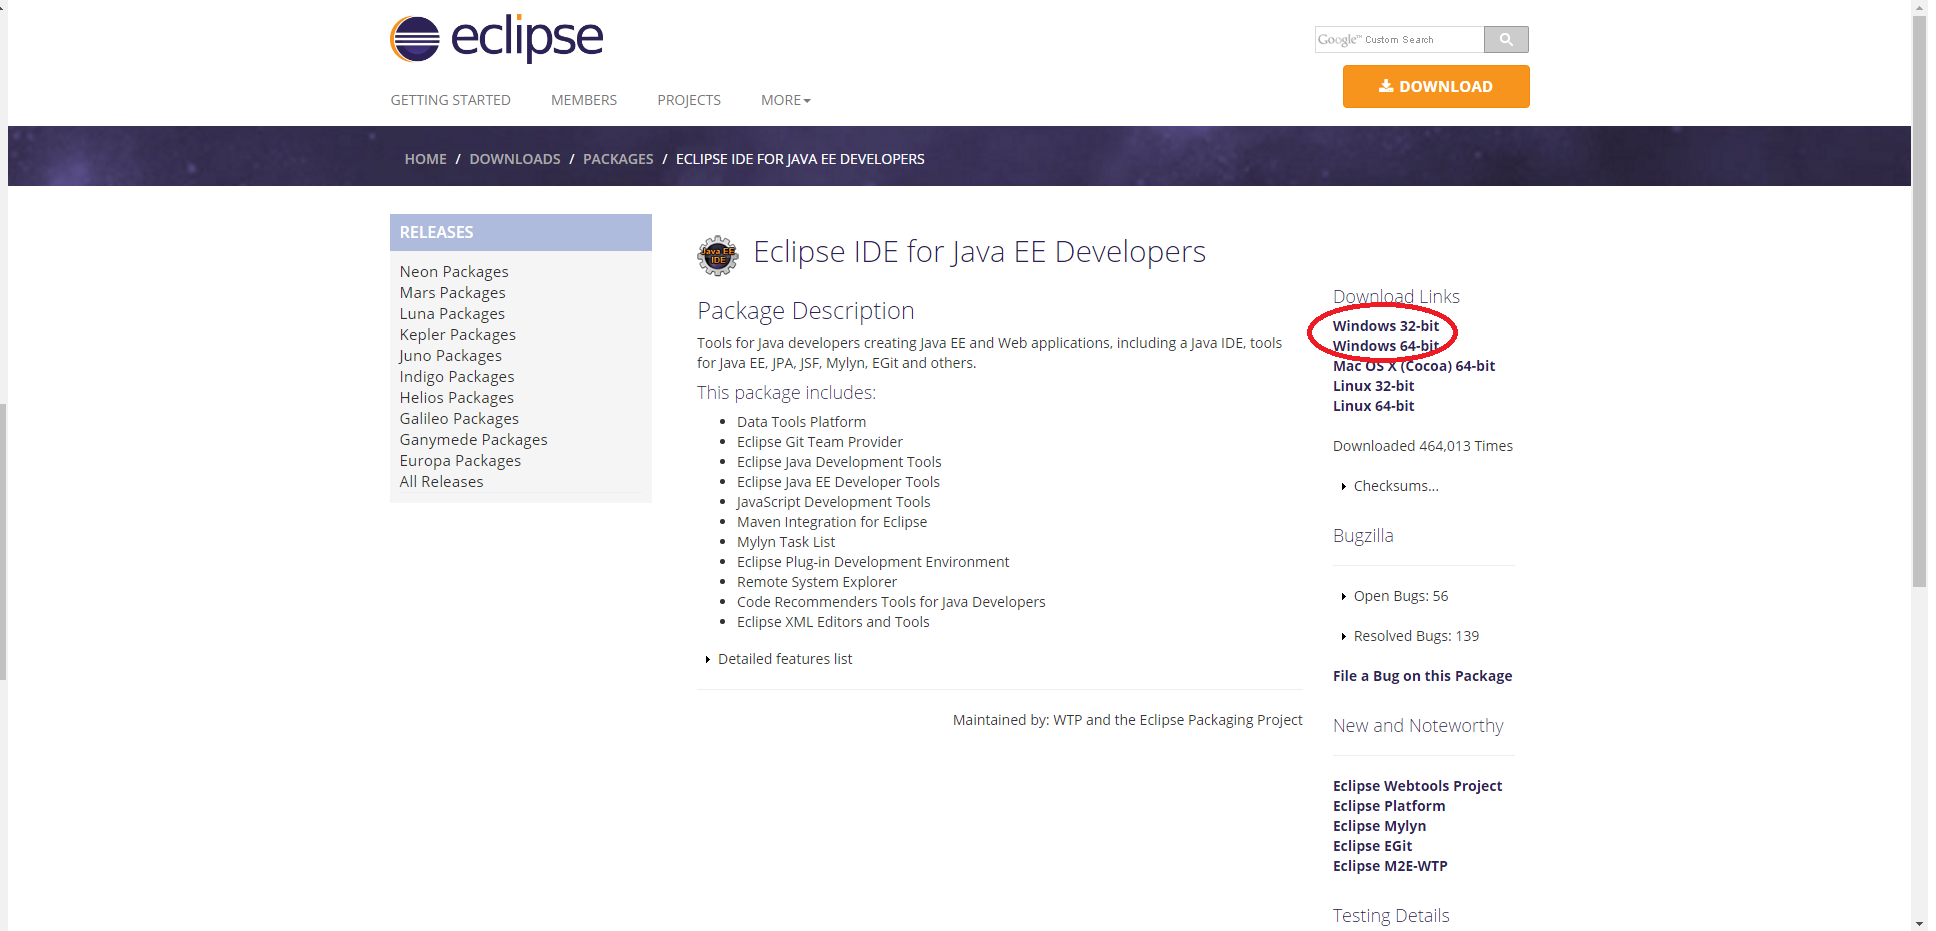 eclipse
Google™ Custom Search
GETTING STARTED MEMBERS PROJECTS MORE
DOWNLOAD
HOME / DOWNLOADS / PACKAGES / ECLIPSE IDE FOR JAVA EE DEVELOPERS
RELEASES
Neon Packages
Mars Packages
Luna Packages
Kepler Packages
Juno Packages
Indigo Packages
Helios Packages
Galileo Packages
Ganymede Packages
Europa Packages
All Releases
Java EE
IDE
Eclipse IDE for Java EE Developers
Package Description
Tools for Java developers creating Java EE and Web applications, including a Java IDE, tools
for Java EE, JPA, JSF, Mylyn, EGit and others.
This package includes:
Data Tools Platform
Eclipse Git Team Provider
Eclipse Java Development Tools
Eclipse Java EE Developer Tools
JavaScript Development Tools
Maven Integration for Eclipse
Mylyn Task List
Eclipse Plug-in Development Environment
Remote System Explorer
Code Recommenders Tools for Java Developers
Eclipse XML Editors and Tools
Detailed features list
Maintained by: WTP and the Eclipse Packaging Project
Download Links
Windows 32-bit
Windows 64-bit
Mac OS X (Cocoa) 64-bit
Linux 32-bit
Linux 64-bit
Downloaded 464,013 Times
Checksums...
Bugzilla
Open Bugs: 56
Resolved Bugs: 139
File a Bug on this Package
New and Noteworthy
Eclipse Webtools Project
Eclipse Platform
Eclipse Mylyn
Eclipse EGit
Eclipse M2E-WTP
Testing Details